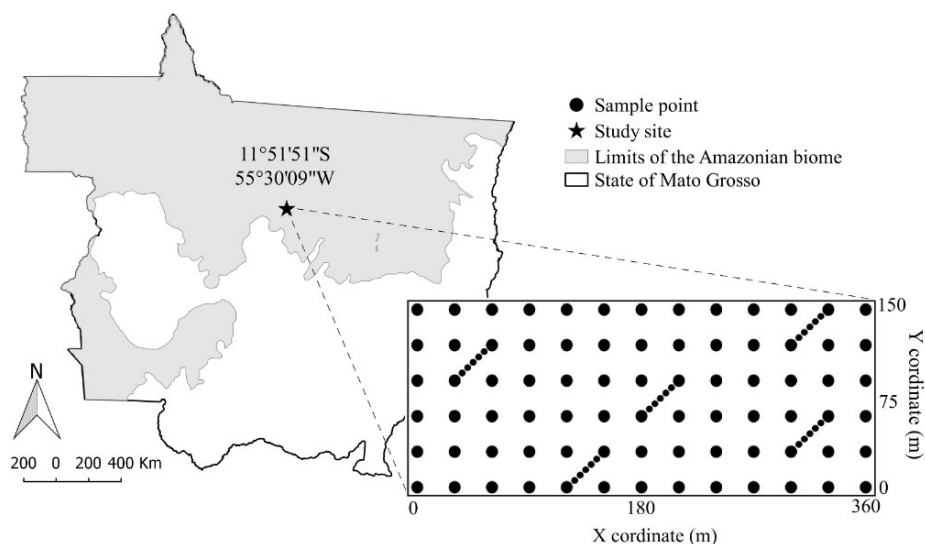 11°51'51"S
55°30'09"W
Sample point
Study site
Limits of the Amazonian biome
State of Mato Grosso
N
200 0 200 400 Km
150
75
0
Y cordinate (m)
0 180 360
X cordinate (m)